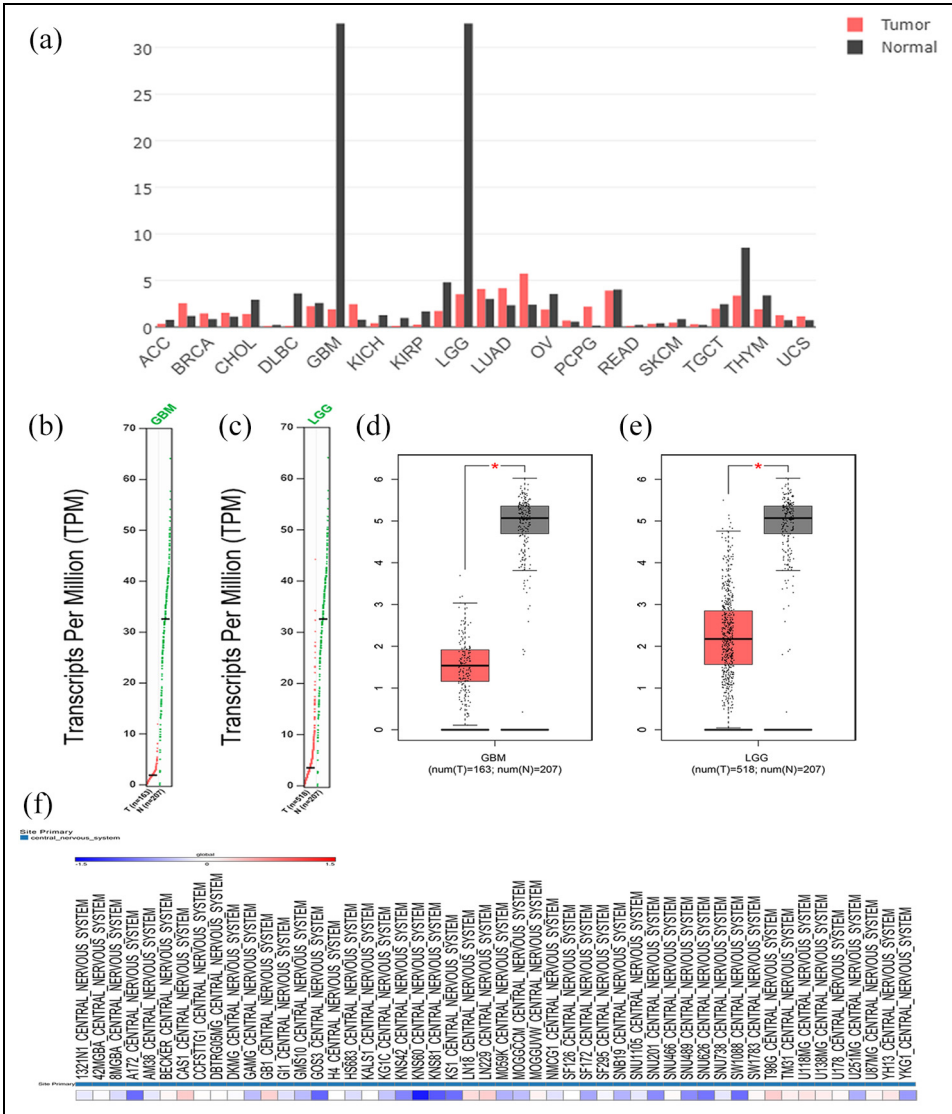 (a)
Tumor
Normal
30
25
20
15
10
5
0
ACC
BRCA
CHOL
DLBC
GBM
KICH
KIRP
LGG
LUAD
OV
PCPG
READ
SKCM
TGCT
THYM
UCS
(b)
GBM
Transcripts Per Million (TPM)
70
60
50
40
30
20
10
0
T (n=163)
N (n=207)
(c)
LGG
Transcripts Per Million (TPM)
70
60
50
40
30
20
10
0
T (n=518)
N (n=207)
(d)
*
6
5
4
3
2
1
0
GBM
(num(T)=163; num(N)=207)
(e)
*
6
5
4
3
2
1
0
LGG
(num(T)=518; num(N)=207)
(f)
Site Primary
central_nervous_system
global
-1.5
0
1.5
1321N1_CENTRAL_NERVOUS_SYSTEM
42MGBA_CENTRAL_NERVOUS_SYSTEM
8MGBA_CENTRAL_NERVOUS_SYSTEM
A172_CENTRAL_NERVOUS_SYSTEM
AM38_CENTRAL_NERVOUS_SYSTEM
BECKER_CENTRAL_NERVOUS_SYSTEM
CAS1_CENTRAL_NERVOUS_SYSTEM
CCFSTTG1_CENTRAL_NERVOUS_SYSTEM
DBTRG05MG_CENTRAL_NERVOUS_SYSTEM
DKMG_CENTRAL_NERVOUS_SYSTEM
GAMG_CENTRAL_NERVOUS_SYSTEM
GB1_CENTRAL_NERVOUS_SYSTEM
GI1_CENTRAL_NERVOUS_SYSTEM
GMS10_CENTRAL_NERVOUS_SYSTEM
GOS3_CENTRAL_NERVOUS_SYSTEM
H4_CENTRAL_NERVOUS_SYSTEM
HS683_CENTRAL_NERVOUS_SYSTEM
KALS1_CENTRAL_NERVOUS_SYSTEM
KG1C_CENTRAL_NERVOUS_SYSTEM
KNS42_CENTRAL_NERVOUS_SYSTEM
KNS60_CENTRAL_NERVOUS_SYSTEM
KNS81_CENTRAL_NERVOUS_SYSTEM
KS1_CENTRAL_NERVOUS_SYSTEM
LN18_CENTRAL_NERVOUS_SYSTEM
LN229_CENTRAL_NERVOUS_SYSTEM
M059K_CENTRAL_NERVOUS_SYSTEM
MOGGCCM_CENTRAL_NERVOUS_SYSTEM
MOGGUVW_CENTRAL_NERVOUS_SYSTEM
NMCG1_CENTRAL_NERVOUS_SYSTEM
SF126_CENTRAL_NERVOUS_SYSTEM
SF172_CENTRAL_NERVOUS_SYSTEM
SF295_CENTRAL_NERVOUS_SYSTEM
SNB19_CENTRAL_NERVOUS_SYSTEM
SNU1105_CENTRAL_NERVOUS_SYSTEM
SNU201_CENTRAL_NERVOUS_SYSTEM
SNU466_CENTRAL_NERVOUS_SYSTEM
SNU489_CENTRAL_NERVOUS_SYSTEM
SNU626_CENTRAL_NERVOUS_SYSTEM
SNU738_CENTRAL_NERVOUS_SYSTEM
SW1088_CENTRAL_NERVOUS_SYSTEM
SW1783_CENTRAL_NERVOUS_SYSTEM
T98G_CENTRAL_NERVOUS_SYSTEM
TM31_CENTRAL_NERVOUS_SYSTEM
U118MG_CENTRAL_NERVOUS_SYSTEM
U138MG_CENTRAL_NERVOUS_SYSTEM
U178_CENTRAL_NERVOUS_SYSTEM
U251MG_CENTRAL_NERVOUS_SYSTEM
U87MG_CENTRAL_NERVOUS_SYSTEM
YH13_CENTRAL_NERVOUS_SYSTEM
YKG1_CENTRAL_NERVOUS_SYSTEM
Site Primary